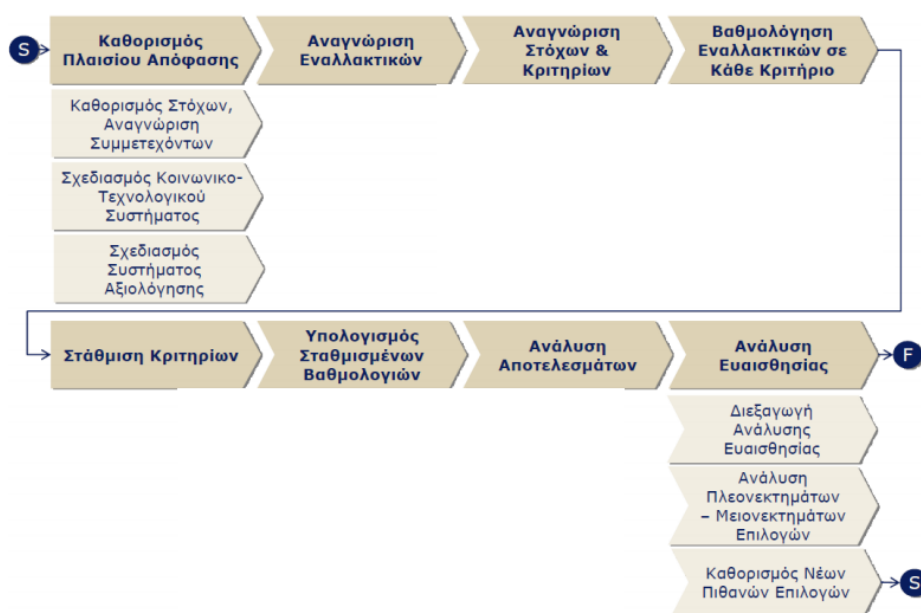 S
Καθορισμός
Πλαισίου Απόφασης
Αναγνώριση
Εναλλακτικών
Αναγνώριση
Στόχων &
Κριτηρίων
Βαθμολόγηση
Εναλλακτικών σε
Κάθε Κριτήριο
Καθορισμός Στόχων,
Αναγνώριση
Συμμετεχόντων
Σχεδιασμός Κοινωνικο-
Τεχνολογικού
Συστήματος
Σχεδιασμός
Συστήματος
Αξιολόγησης
Στάθμιση Κριτηρίων
Υπολογισμός
Σταθμισμένων
Βαθμολογιών
Ανάλυση
Αποτελεσμάτων
Ανάλυση
Ευαισθησίας
F
Διεξαγωγή
Ανάλυσης
Ευαισθησίας
Ανάλυση
Πλεονεκτημάτων
– Μειονεκτημάτων
Επιλογών
Καθορισμός Νέων
Πιθανών Επιλογών
S